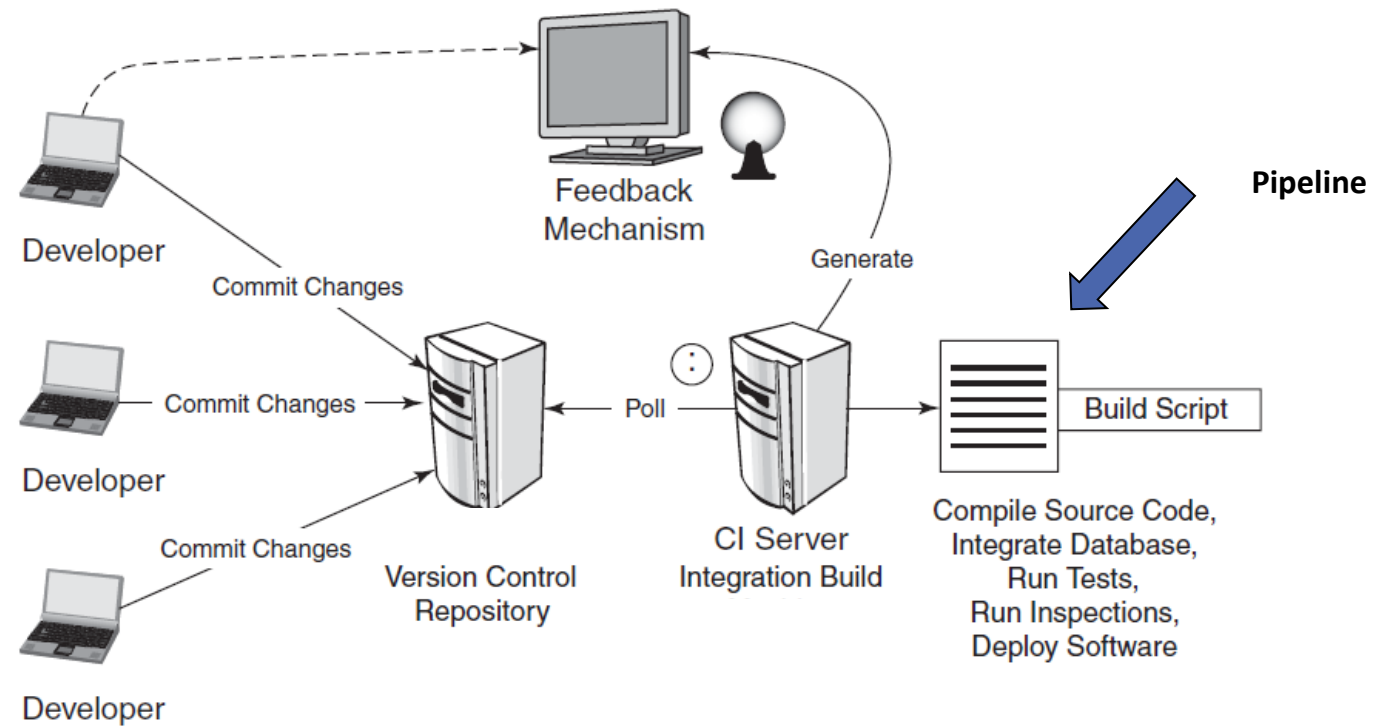 Feedback
Mechanism
Pipeline
Developer
Generate
Commit Changes
Developer
Commit Changes
Poll
Build Script
Commit Changes
Version Control
Repository
CI Server
Integration Build
Compile Source Code,
Integrate Database,
Run Tests,
Run Inspections,
Deploy Software
Developer